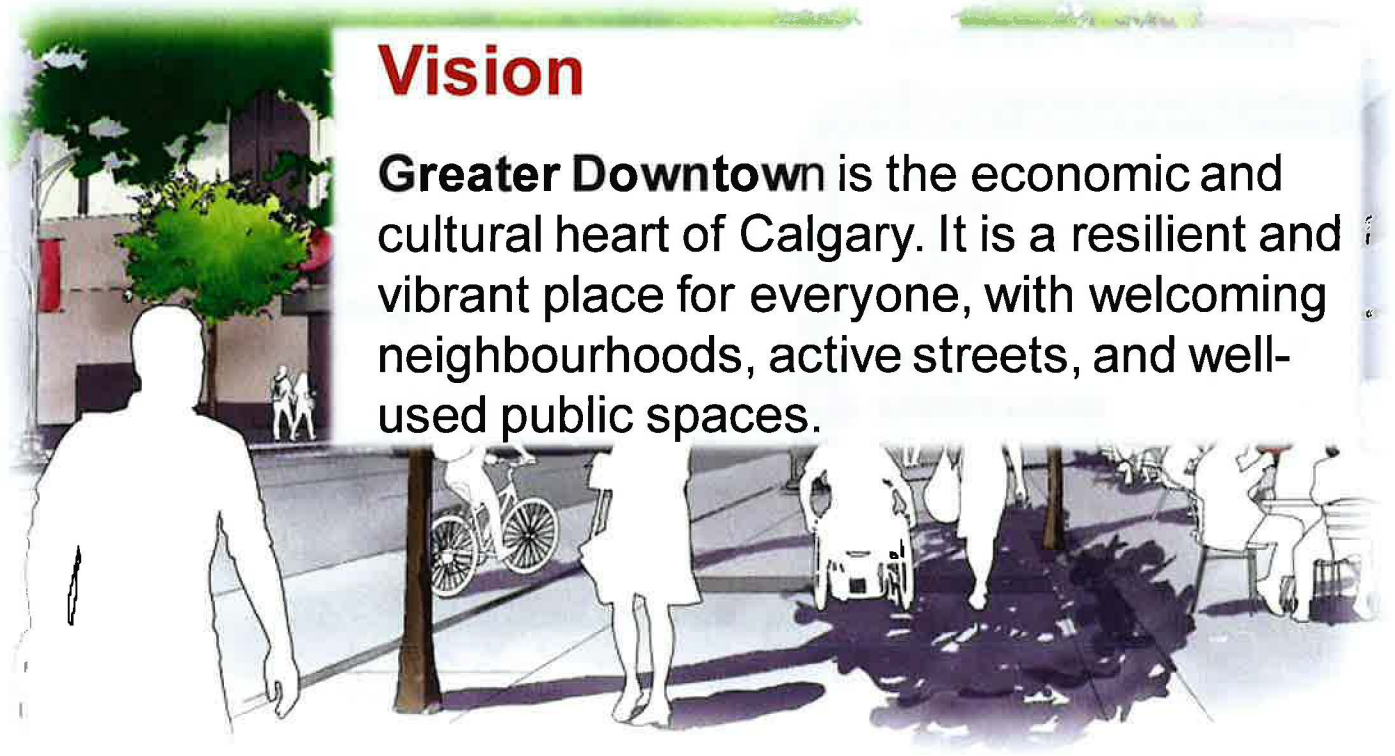 Vision
Greater Downtown is the economic and
cultural heart of Calgary. It is a resilient and
vibrant place for everyone, with welcoming
neighbourhoods, active streets, and well-
used public spaces.